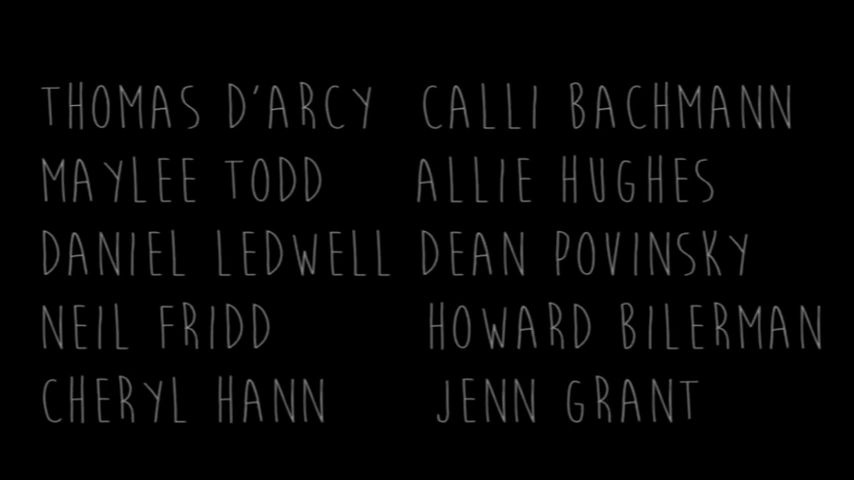 THOMAS D'ARCY CALLI BACHMANN
MAYLEE TODD ALLIE HUGHES
DANIEL LEDWELL DEAN POVINSKY
NEIL FRIDD HOWARD BILERMAN
CHERYL HANN JENN GRANT